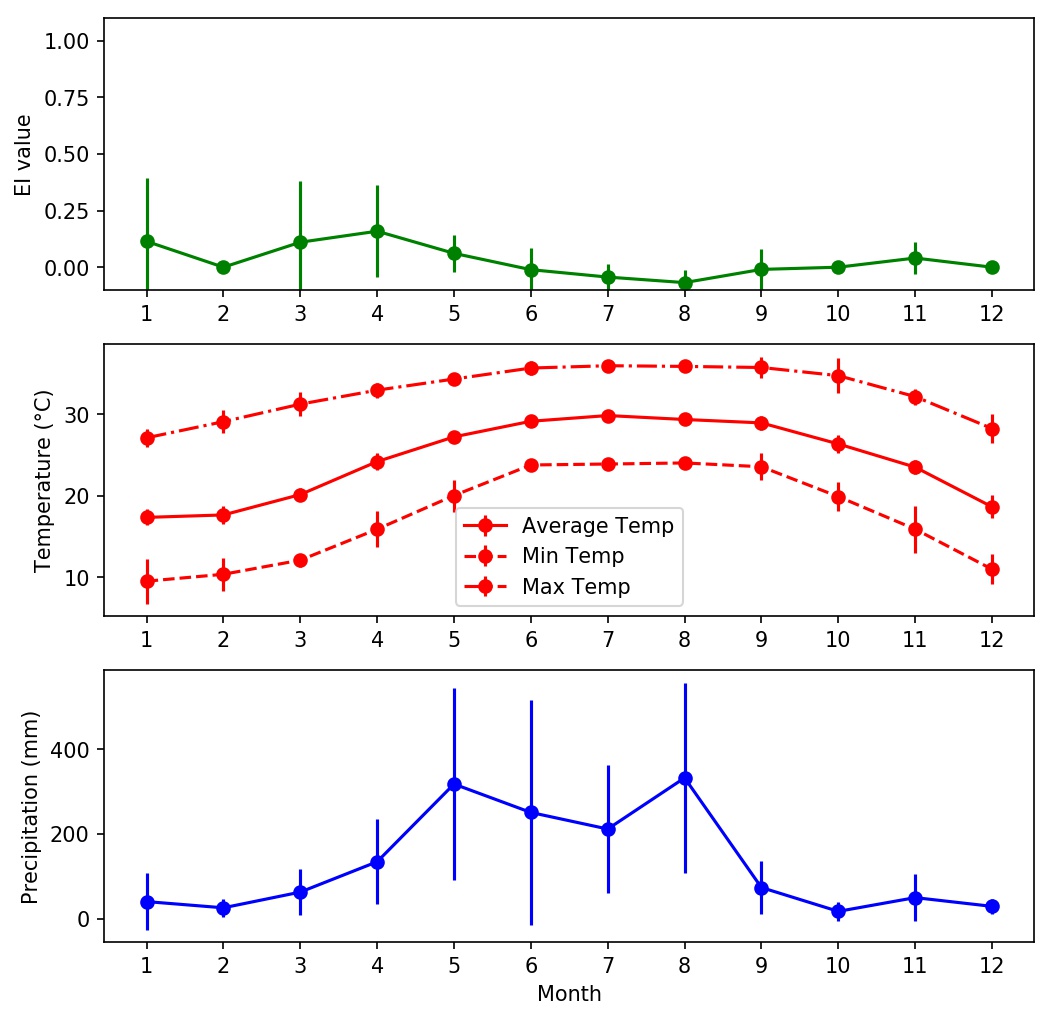 EI value
1.00
0.75
0.50
0.25
0.00
1 2 3 4 5 6 7 8 9 10 11 12
Temperature (°C)
30
20
10
Average Temp
Min Temp
Max Temp
1 2 3 4 5 6 7 8 9 10 11 12
Precipitation (mm)
400
200
0
1 2 3 4 5 6 7 8 9 10 11 12
Month